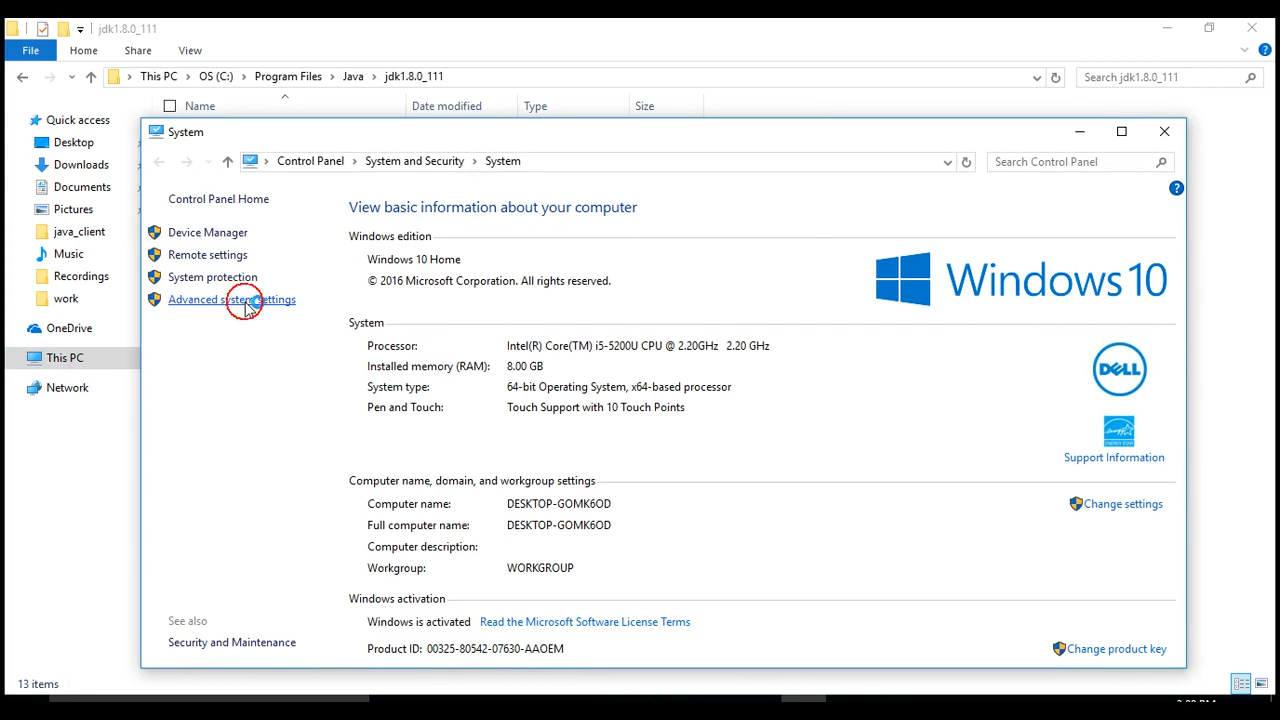 jdk1.8.0_111
File Home Share View
This PC OS (C:) Program Files Java jdk1.8.0_111 Search jdk1.8.0_111
Name Date modified Type Size
Quick access
Desktop
Downloads
Documents
Pictures
java_client
Music
Recordings
work
OneDrive
This PC
Network
13 items
System
Control Panel System and Security System Search Control Panel
Control Panel Home
Device Manager
Remote settings
System protection
Advanced system settings
See also
Security and Maintenance
View basic information about your computer
Windows edition
Windows 10 Home
© 2016 Microsoft Corporation. All rights reserved.
Windows 10
System
Processor: Intel(R) Core(TM) i5-5200U CPU @ 2.20GHz 2.20 GHz
Installed memory (RAM): 8.00 GB
System type: 64-bit Operating System, x64-based processor
Pen and Touch: Touch Support with 10 Touch Points
DELL
ENERGY STAR
Support Information
Computer name, domain, and workgroup settings
Computer name: DESKTOP-GOMK6OD
Full computer name: DESKTOP-GOMK6OD
Computer description:
Workgroup: WORKGROUP
Change settings
Windows activation
Windows is activated Read the Microsoft Software License Terms
Product ID: 00325-80542-07630-AAOEM
Change product key